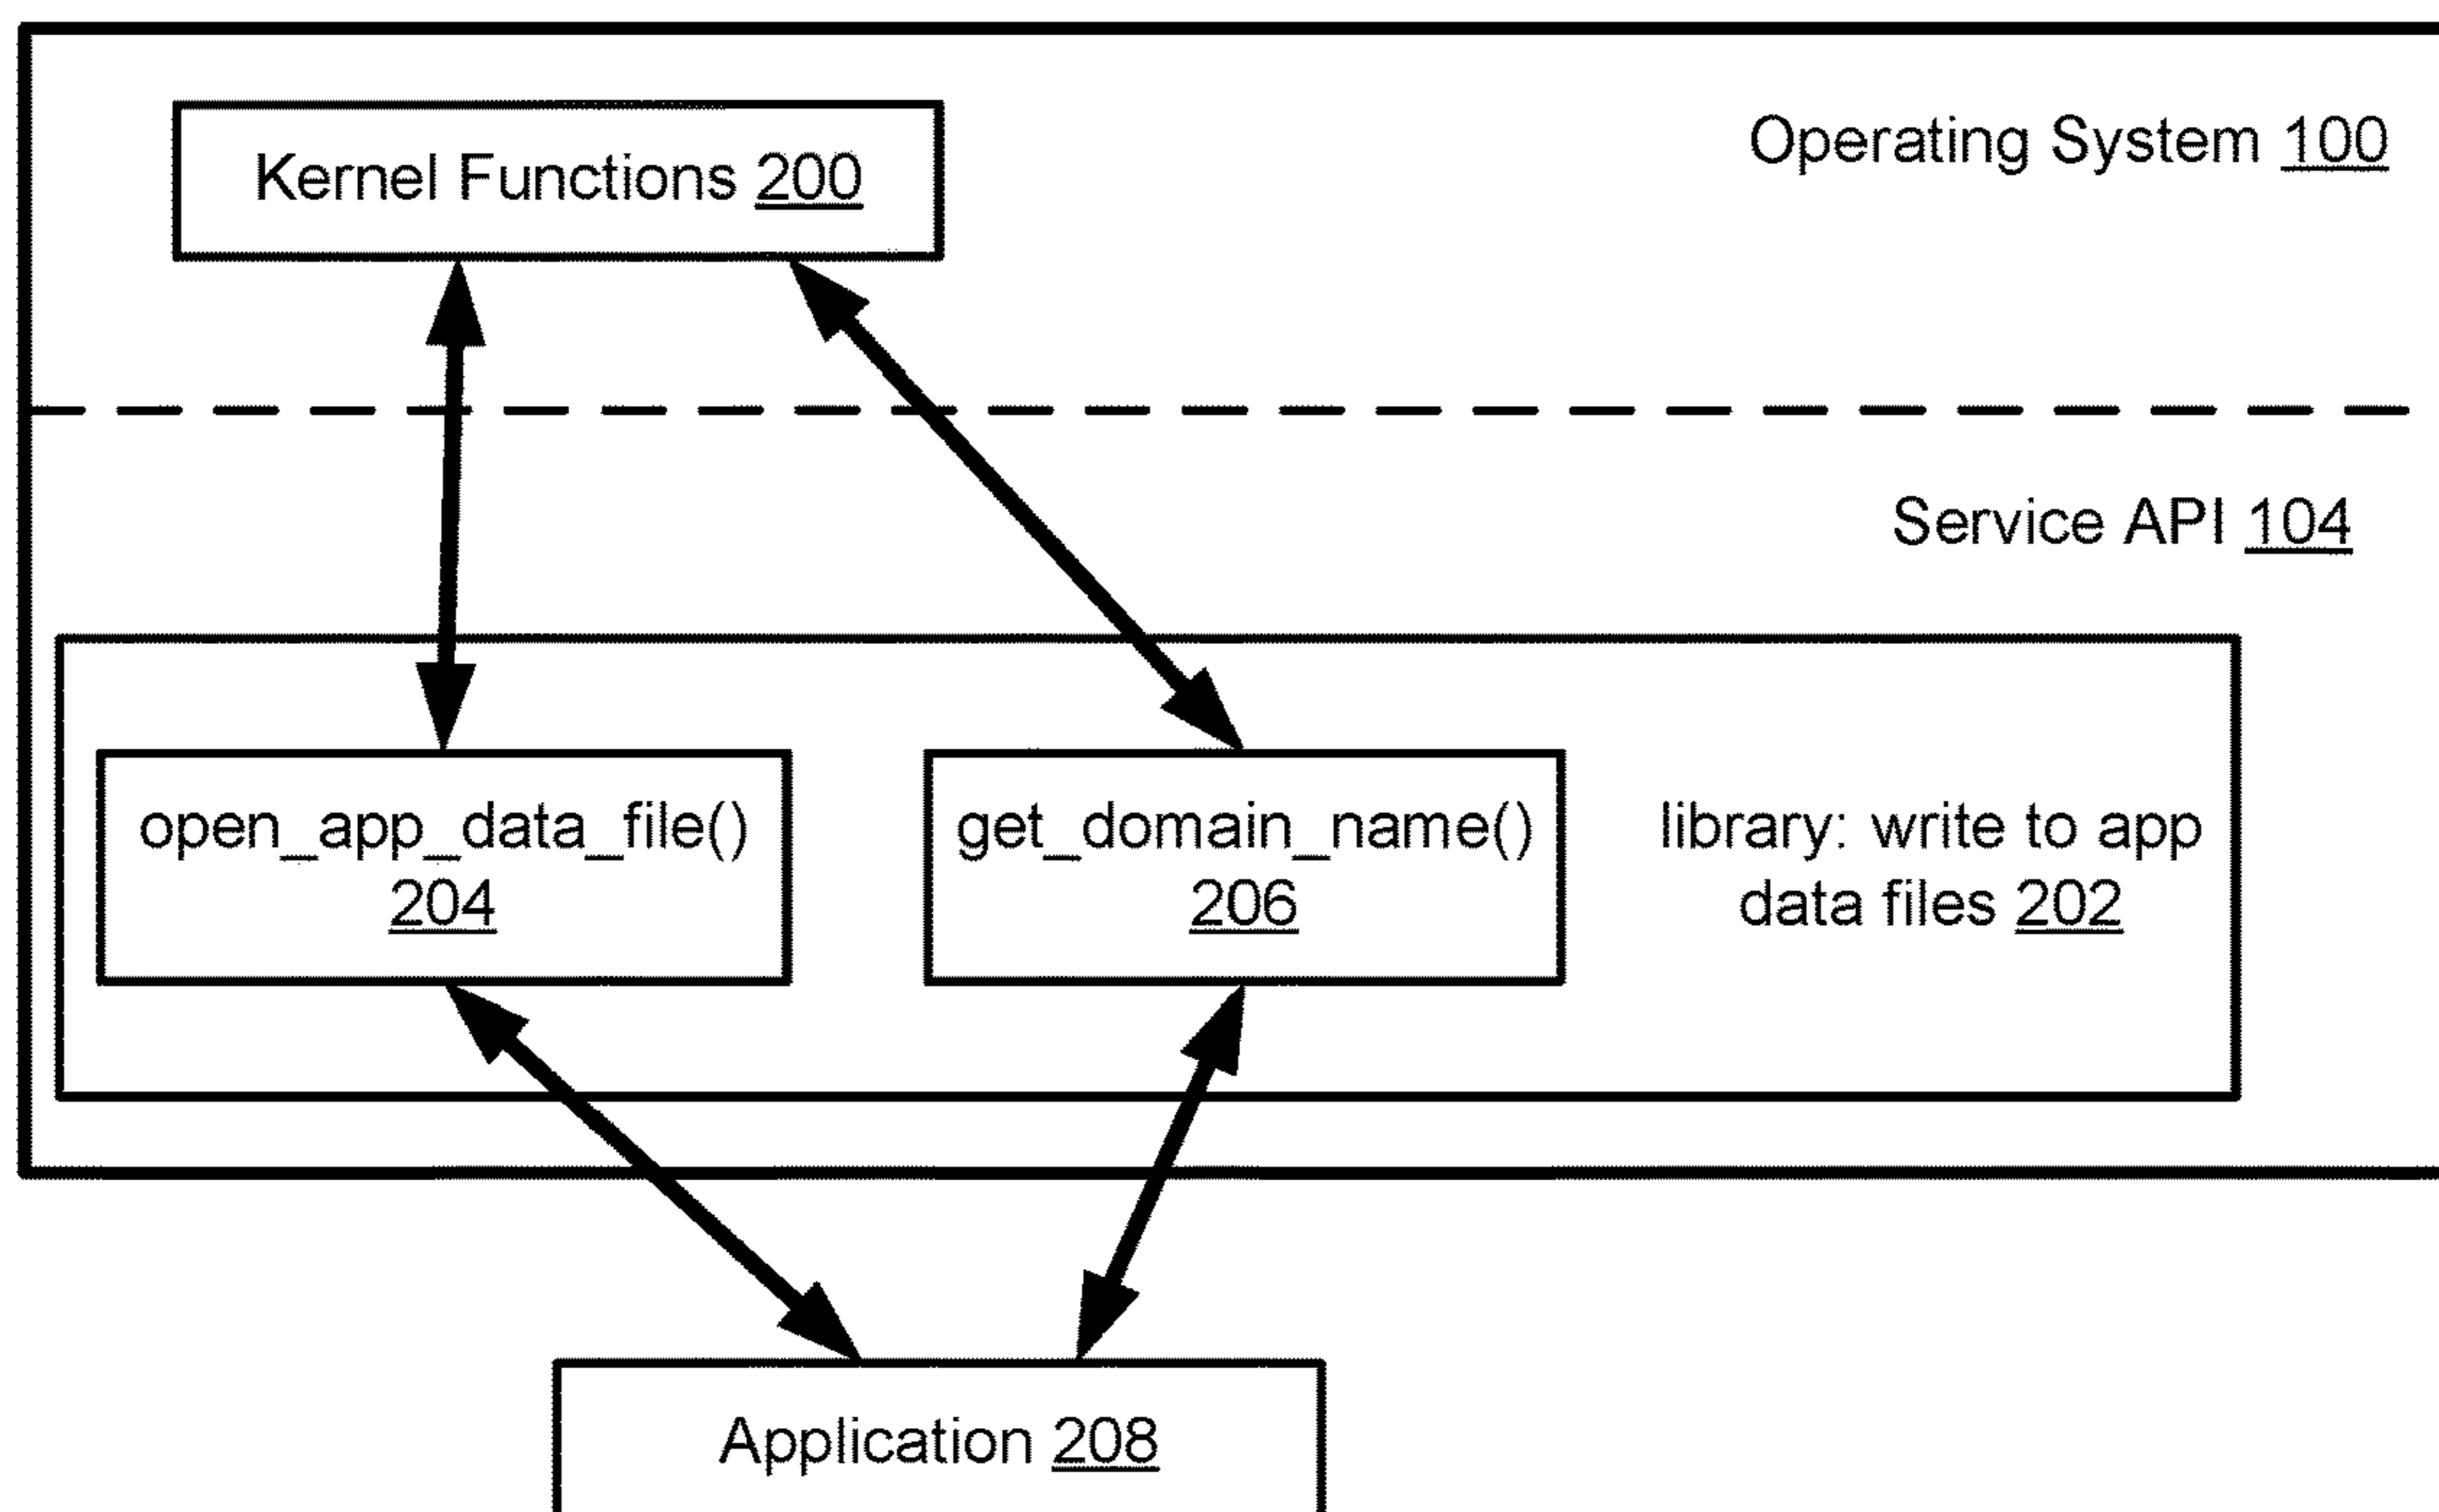 Operating System 100
Kernel Functions 200
Service API 104
open_app_data_file()
204
get_domain_name()
206
library: write to app
data files 202
Application 208